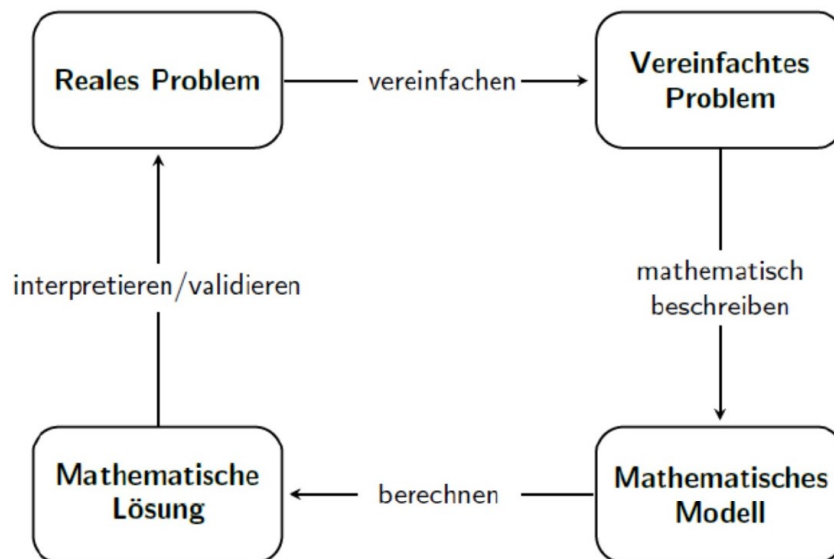 Reales Problem
vereinfachen
Vereinfachtes
Problem
mathematisch
beschreiben
Mathematisches
Modell
berechnen
Mathematische
Lösung
interpretieren/validieren